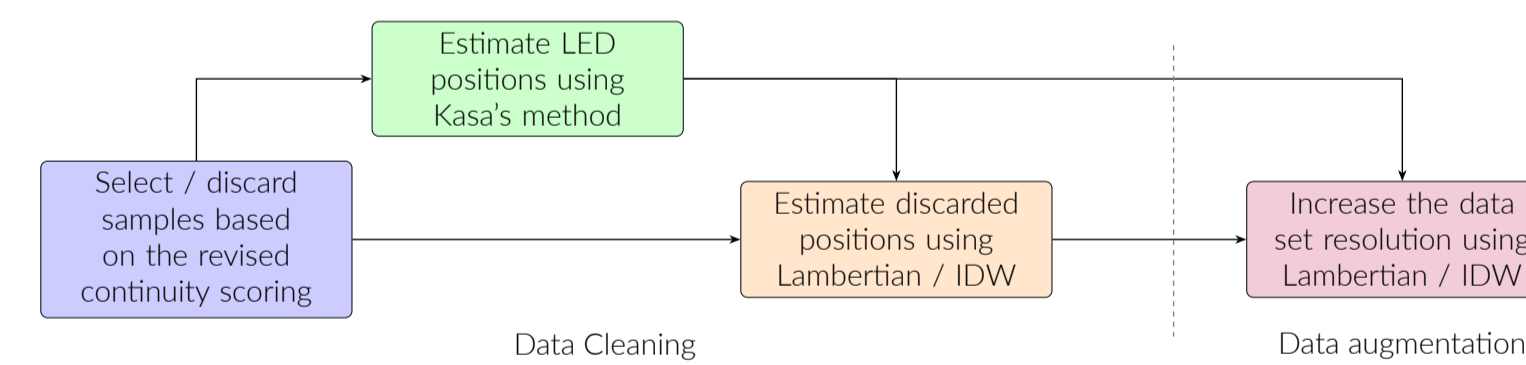 Estimate LED
positions using
Kasa's method
Select / discard
samples based
on the revised
continuity scoring
Estimate discarded
positions using
Lambertian / IDW
Increase the data
set resolution using
Lambertian / IDW
Data Cleaning
Data augmentation